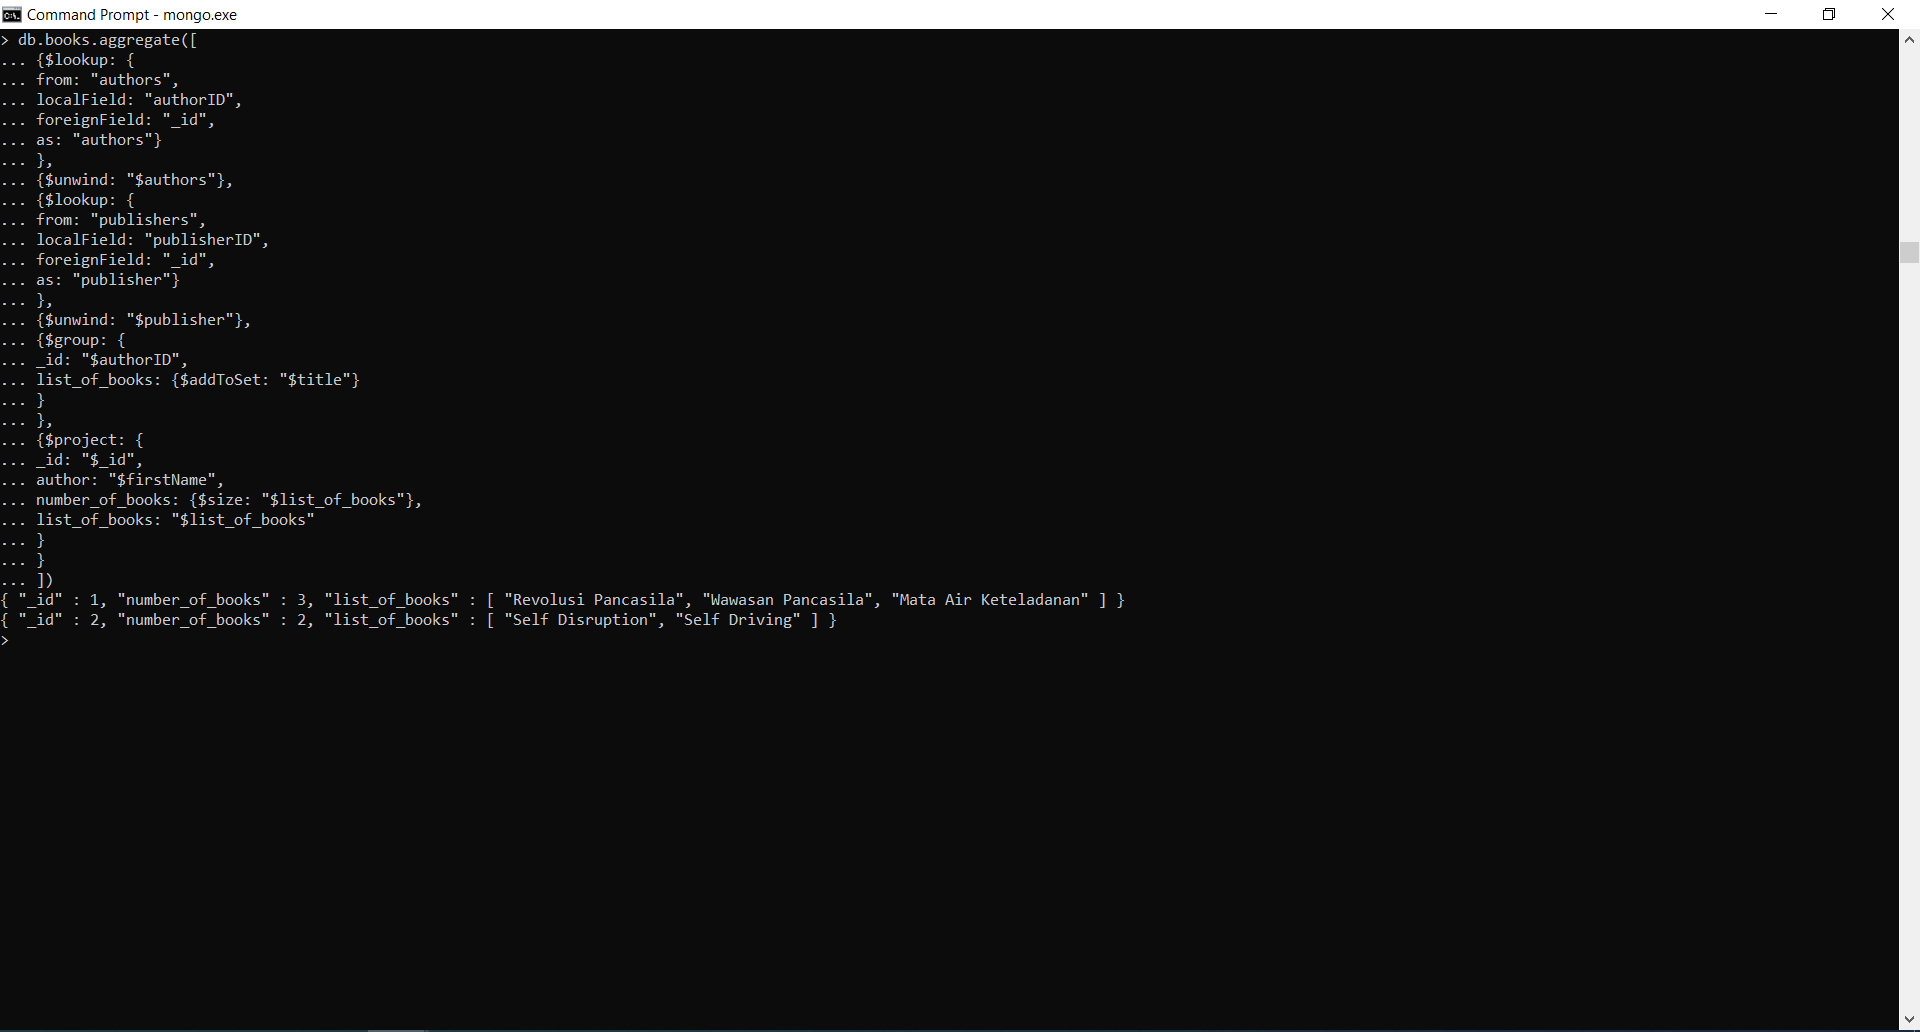 Command Prompt - mongo.exe
> db.books.aggregate([
... {$lookup: {
... from: "authors",
... localField: "authorID",
... foreignField: "_id",
... as: "authors"}
... },
... {$unwind: "$authors"},
... {$lookup: {
... from: "publishers",
... localField: "publisherID",
... foreignField: "_id",
... as: "publisher"}
... },
... {$unwind: "$publisher"},
... {$group: {
... _id: "$authorID",
... list_of_books: {$addToSet: "$title"}
... }
... },
... {$project: {
... _id: "$_id",
... author: "$firstName",
... number_of_books: {$size: "$list_of_books"},
... list_of_books: "$list_of_books"
... }
... }
... ])
{ "_id" : 1, "number_of_books" : 3, "list_of_books" : [ "Revolusi Pancasila", "Wawasan Pancasila", "Mata Air Keteladanan" ] }
{ "_id" : 2, "number_of_books" : 2, "list_of_books" : [ "Self Disruption", "Self Driving" ] }
>